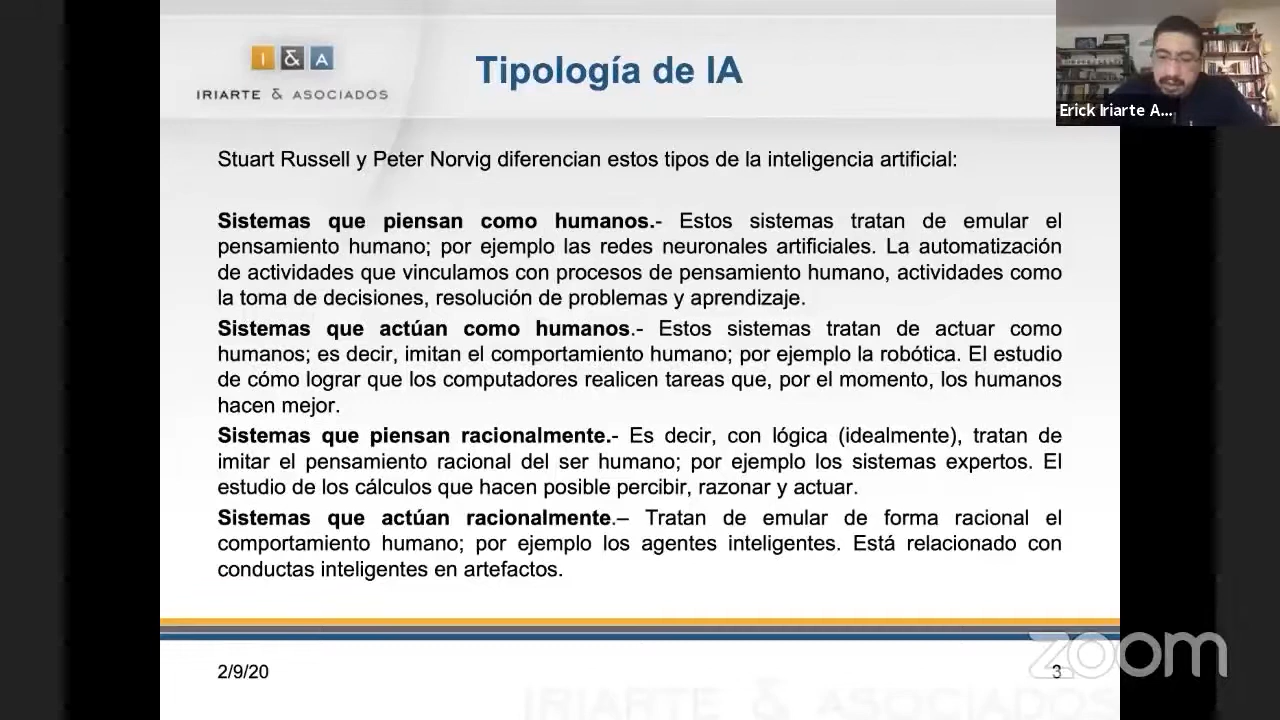 I & A
IRIARTE & ASOCIADOS
Tipología de IA
Erick Iriarte A...
Stuart Russell y Peter Norvig diferencian estos tipos de la inteligencia artificial:
Sistemas que piensan como humanos.- Estos sistemas tratan de emular el
pensamiento humano; por ejemplo las redes neuronales artificiales. La automatización
de actividades que vinculamos con procesos de pensamiento humano, actividades como
la toma de decisiones, resolución de problemas y aprendizaje.
Sistemas que actúan como humanos.- Estos sistemas tratan de actuar como
humanos; es decir, imitan el comportamiento humano; por ejemplo la robótica. El estudio
de cómo lograr que los computadores realicen tareas que, por el momento, los humanos
hacen mejor.
Sistemas que piensan racionalmente.- Es decir, con lógica (idealmente), tratan de
imitar el pensamiento racional del ser humano; por ejemplo los sistemas expertos. El
estudio de los cálculos que hacen posible percibir, razonar y actuar.
Sistemas que actúan racionalmente.– Tratan de emular de forma racional el
comportamiento humano; por ejemplo los agentes inteligentes. Está relacionado con
conductas inteligentes en artefactos.
2/9/20
3
zoom
IRIARTE & ASOCIADOS